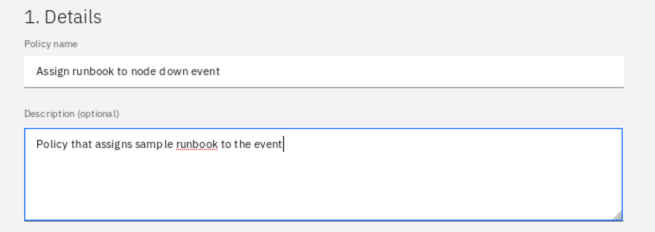 1. Details
Policy name
Assign runbook to node down event
Description (optional)
Policy that assigns sample runbook to the event